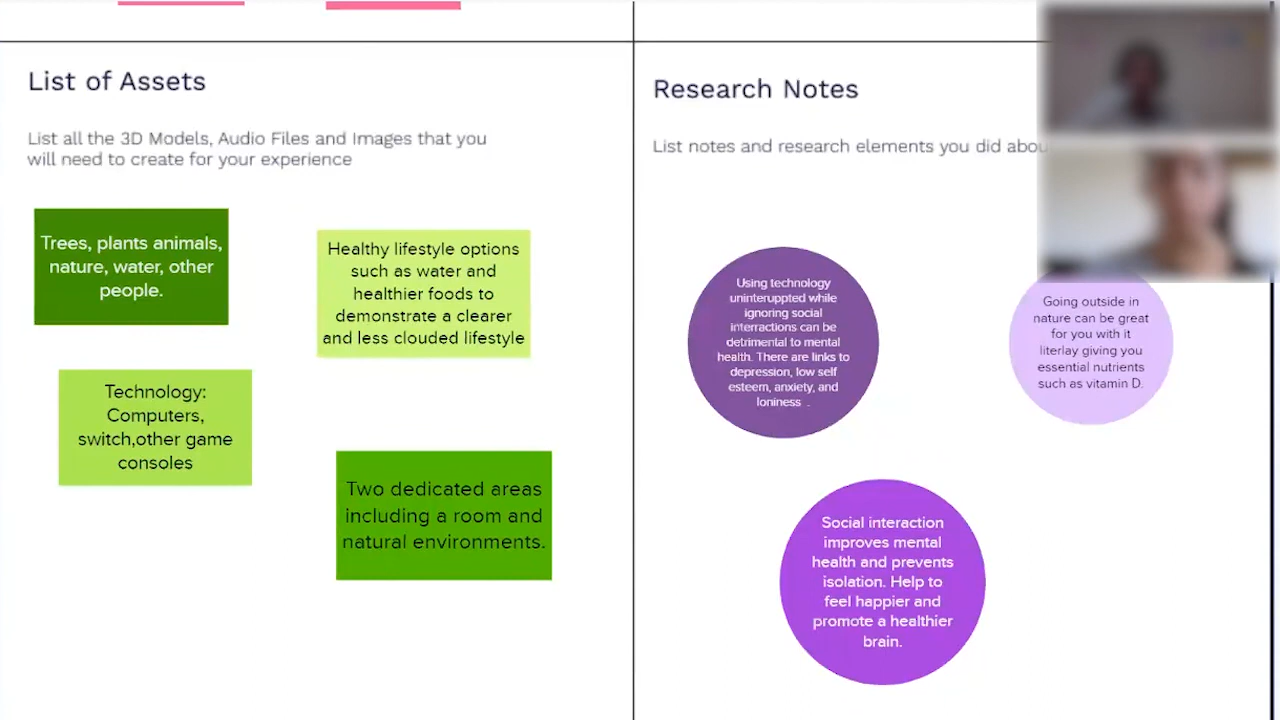 List of Assets
List all the 3D Models, Audio Files and Images that you
will need to create for your experience
Trees, plants animals,
nature, water, other
people.
Healthy lifestyle options
such as water and
healthier foods to
demonstrate a clearer
and less clouded lifestyle
Technology:
Computers,
switch,other game
consoles
Two dedicated areas
including a room and
natural environments.
Research Notes
List notes and research elements you did abou
Using technology
uninteruppted while
ignoring social
interractions can be
detrimental to mental
health. There are links to
depression, low self
esteem, anxiety, and
loniness .
Going outside in
nature can be great
for you with it
literlay giving you
essential nutrients
such as vitamin D.
Social interaction
improves mental
health and prevents
isolation. Help to
feel happier and
promote a healthier
brain.